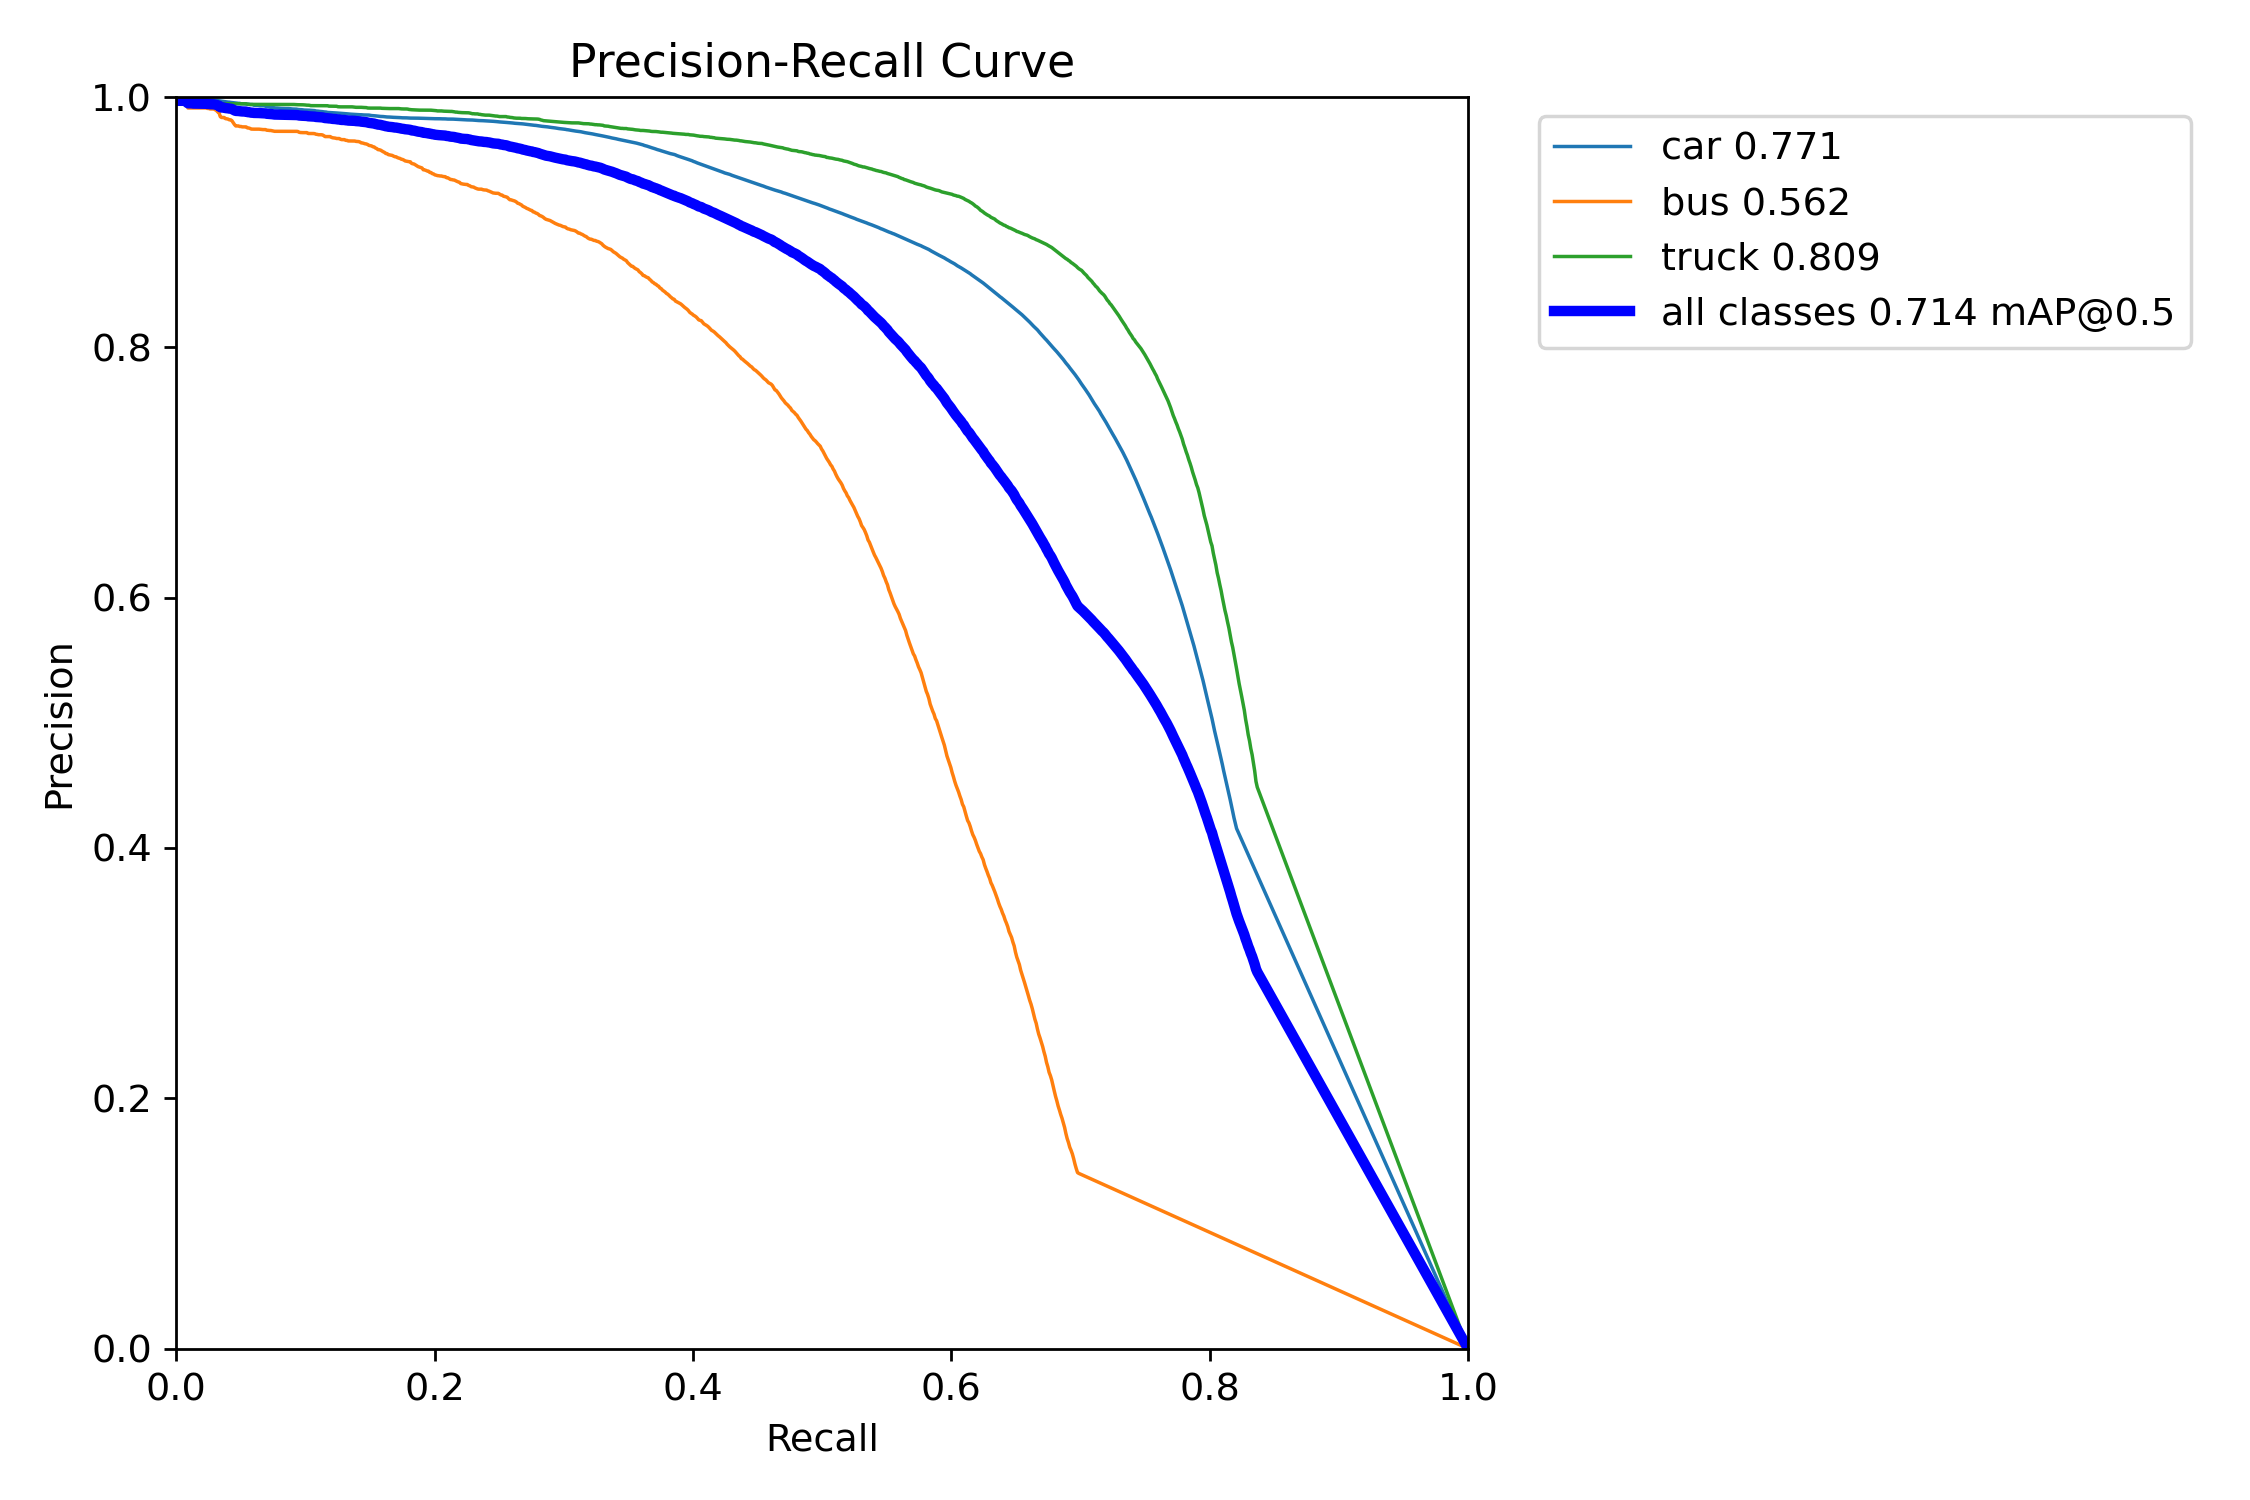 Precision-Recall Curve
1.0
0.8
0.6
0.4
0.2
0.0
Precision
0.0 0.2 0.4 0.6 0.8 1.0
Recall
car 0.771
bus 0.562
truck 0.809
all classes 0.714 mAP@0.5